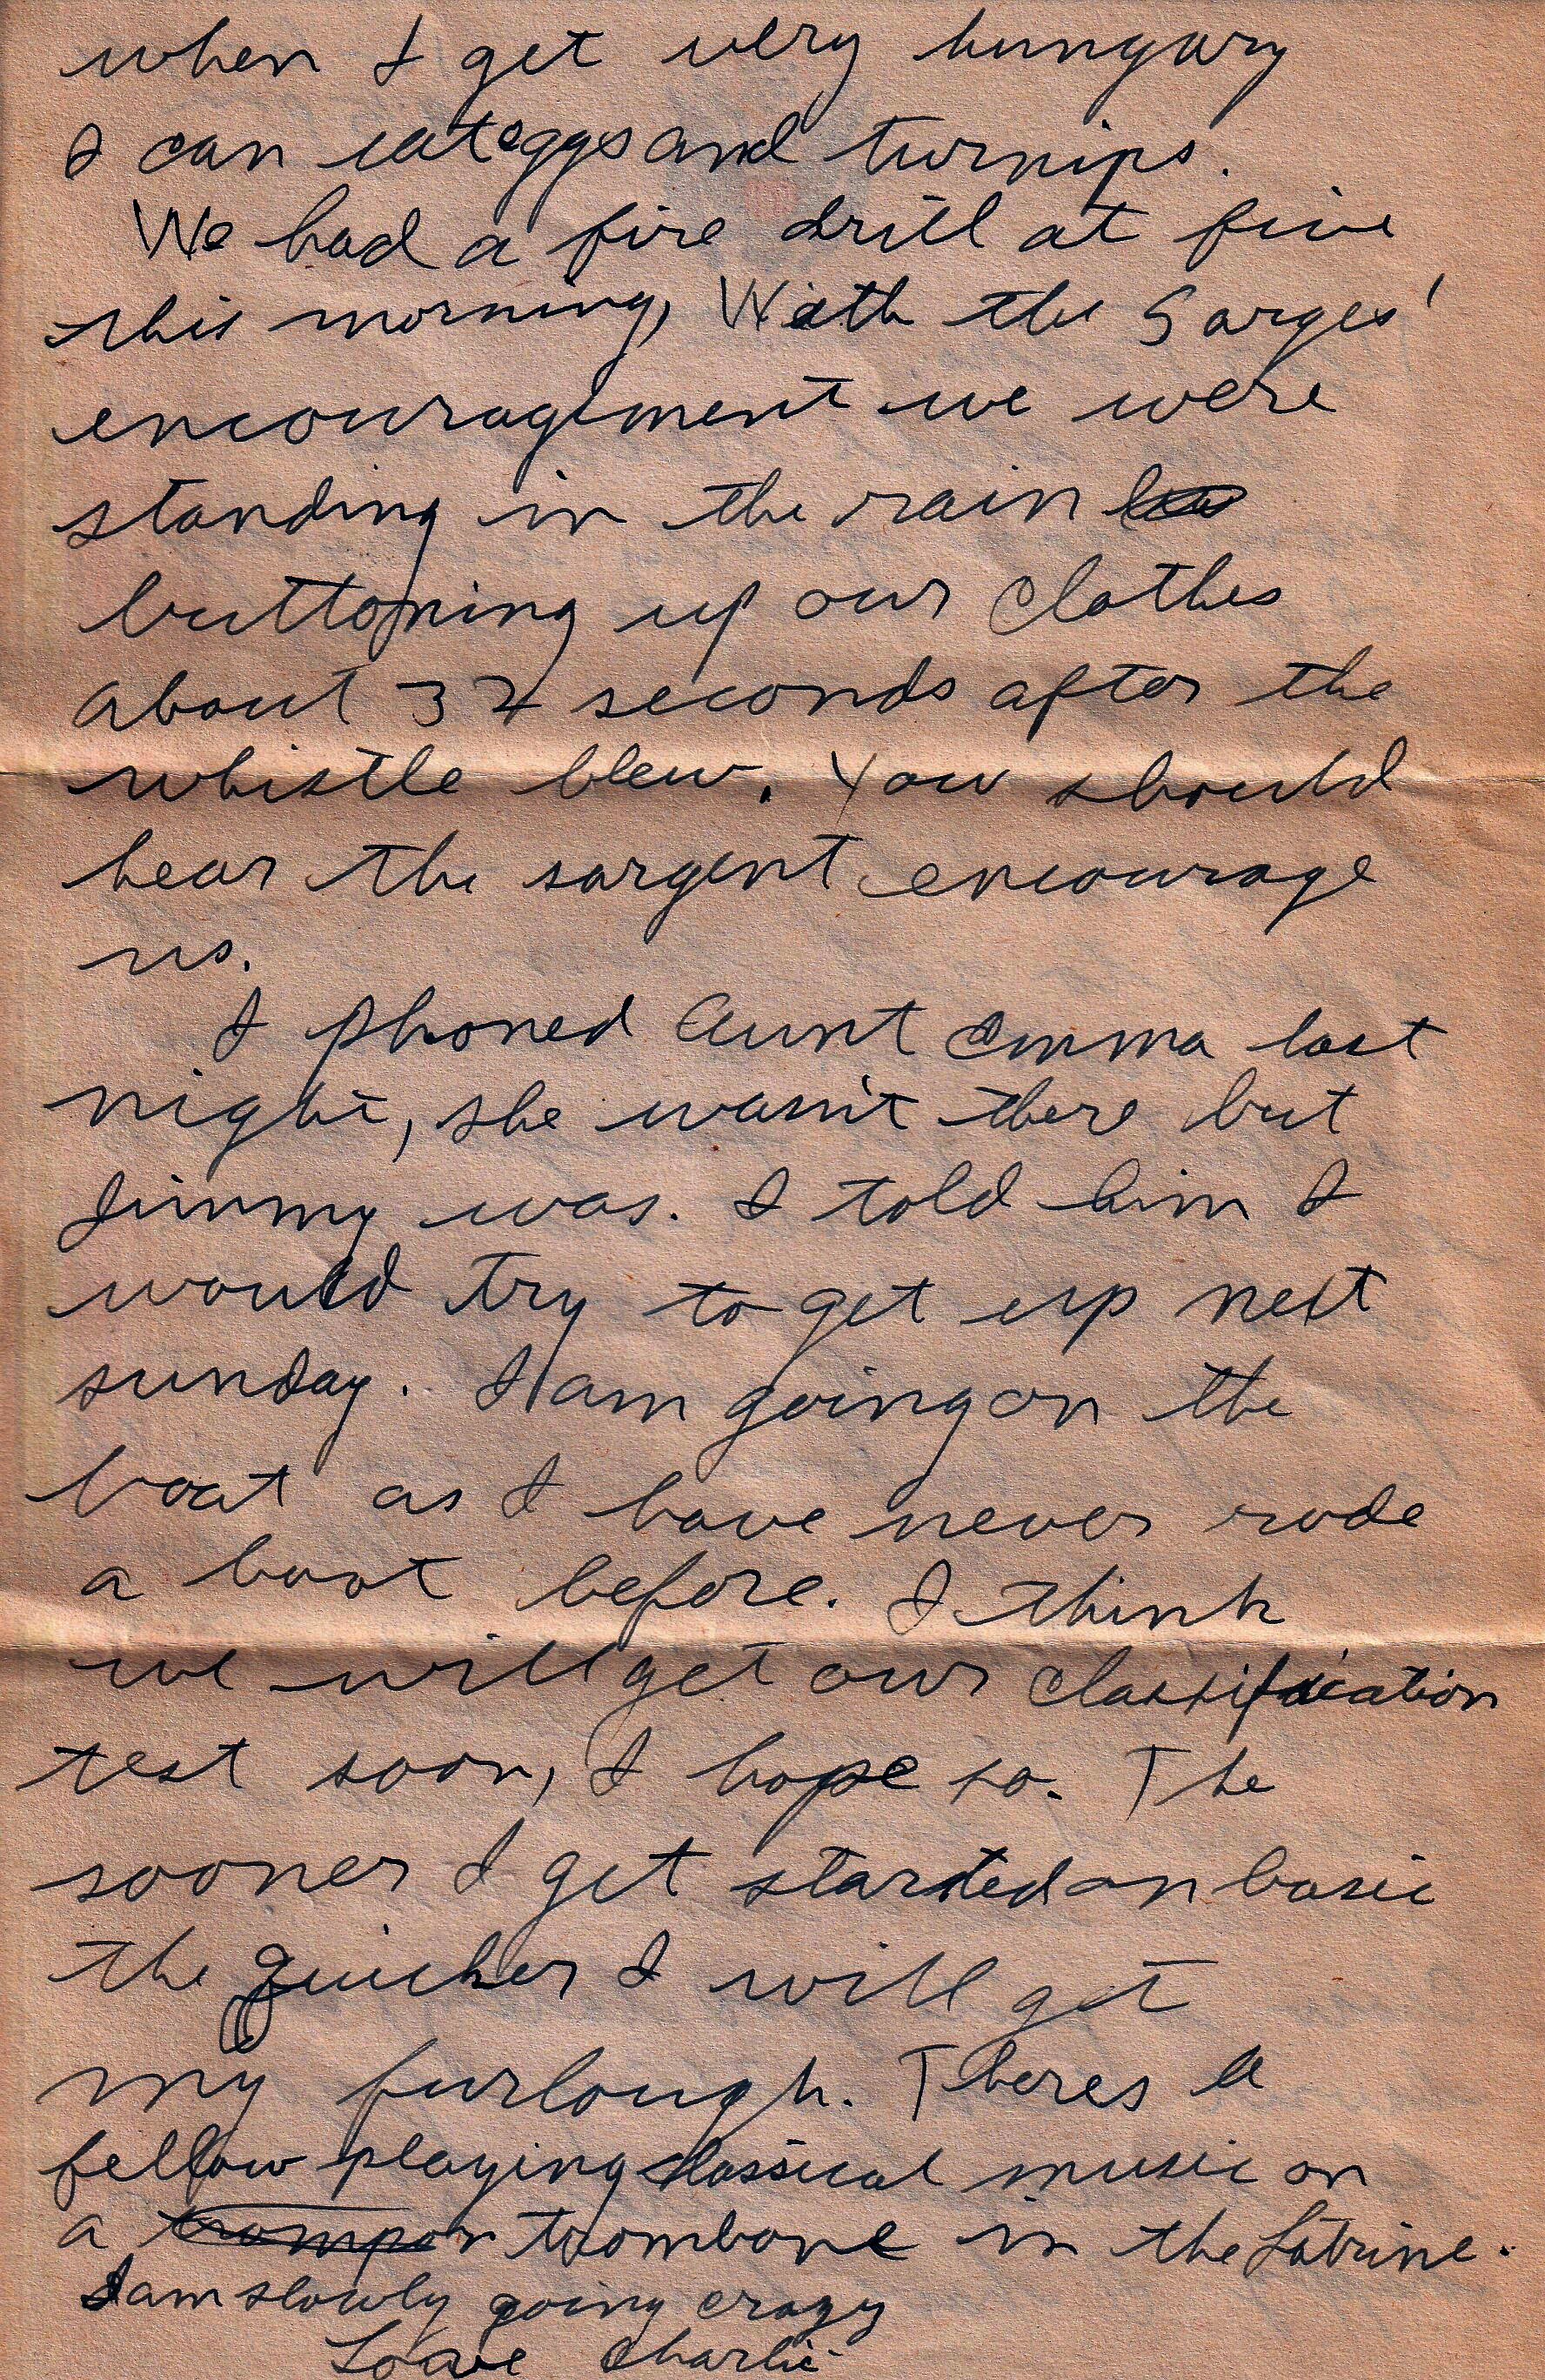 when I get very hungary
I can eat eggs and turnips.
We had a fire drill at five
this morning, With the Sarges'
encouragement we were
standing in the rain
buttoning up our clothes
about 37 seconds after the
whistle blew. You should
hear the sargent encourage
us.
I phoned Aunt Emma last
night, she wasn't there but
Jimmy was. I told him I
would try to get up next
sunday. I am going on the
boat as I have never rode
a boat before. I think
we will get our classification
test soon, I hope so. The
sooner I get started on basic
the quicker I will get
my furlough. Theres a
fellow playing classical music on
a trombone in the Latrine.
I am slowly going crazy
Love Charlie